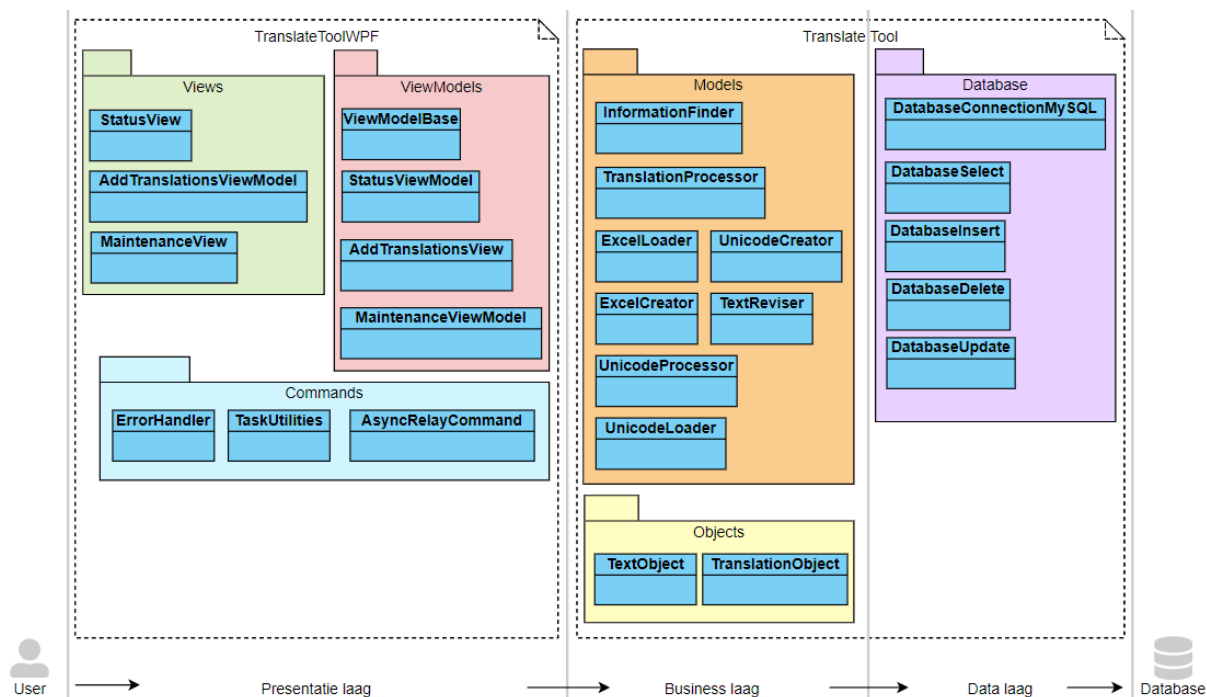 TranslateToolWPF
Views
StatusView
AddTranslationsViewModel
MaintenanceView
ViewModels
ViewModelBase
StatusViewModel
AddTranslationsView
MaintenanceViewModel
Commands
ErrorHandler
TaskUtilities
AsyncRelayCommand
Translate Tool
Models
InformationFinder
TranslationProcessor
ExcelLoader
UnicodeCreator
ExcelCreator
TextReviser
UnicodeProcessor
UnicodeLoader
Objects
TextObject
TranslationObject
Database
DatabaseConnectionMySQL
DatabaseSelect
DatabaseInsert
DatabaseDelete
DatabaseUpdate
User
Presentatie laag
Business laag
Data laag
Database